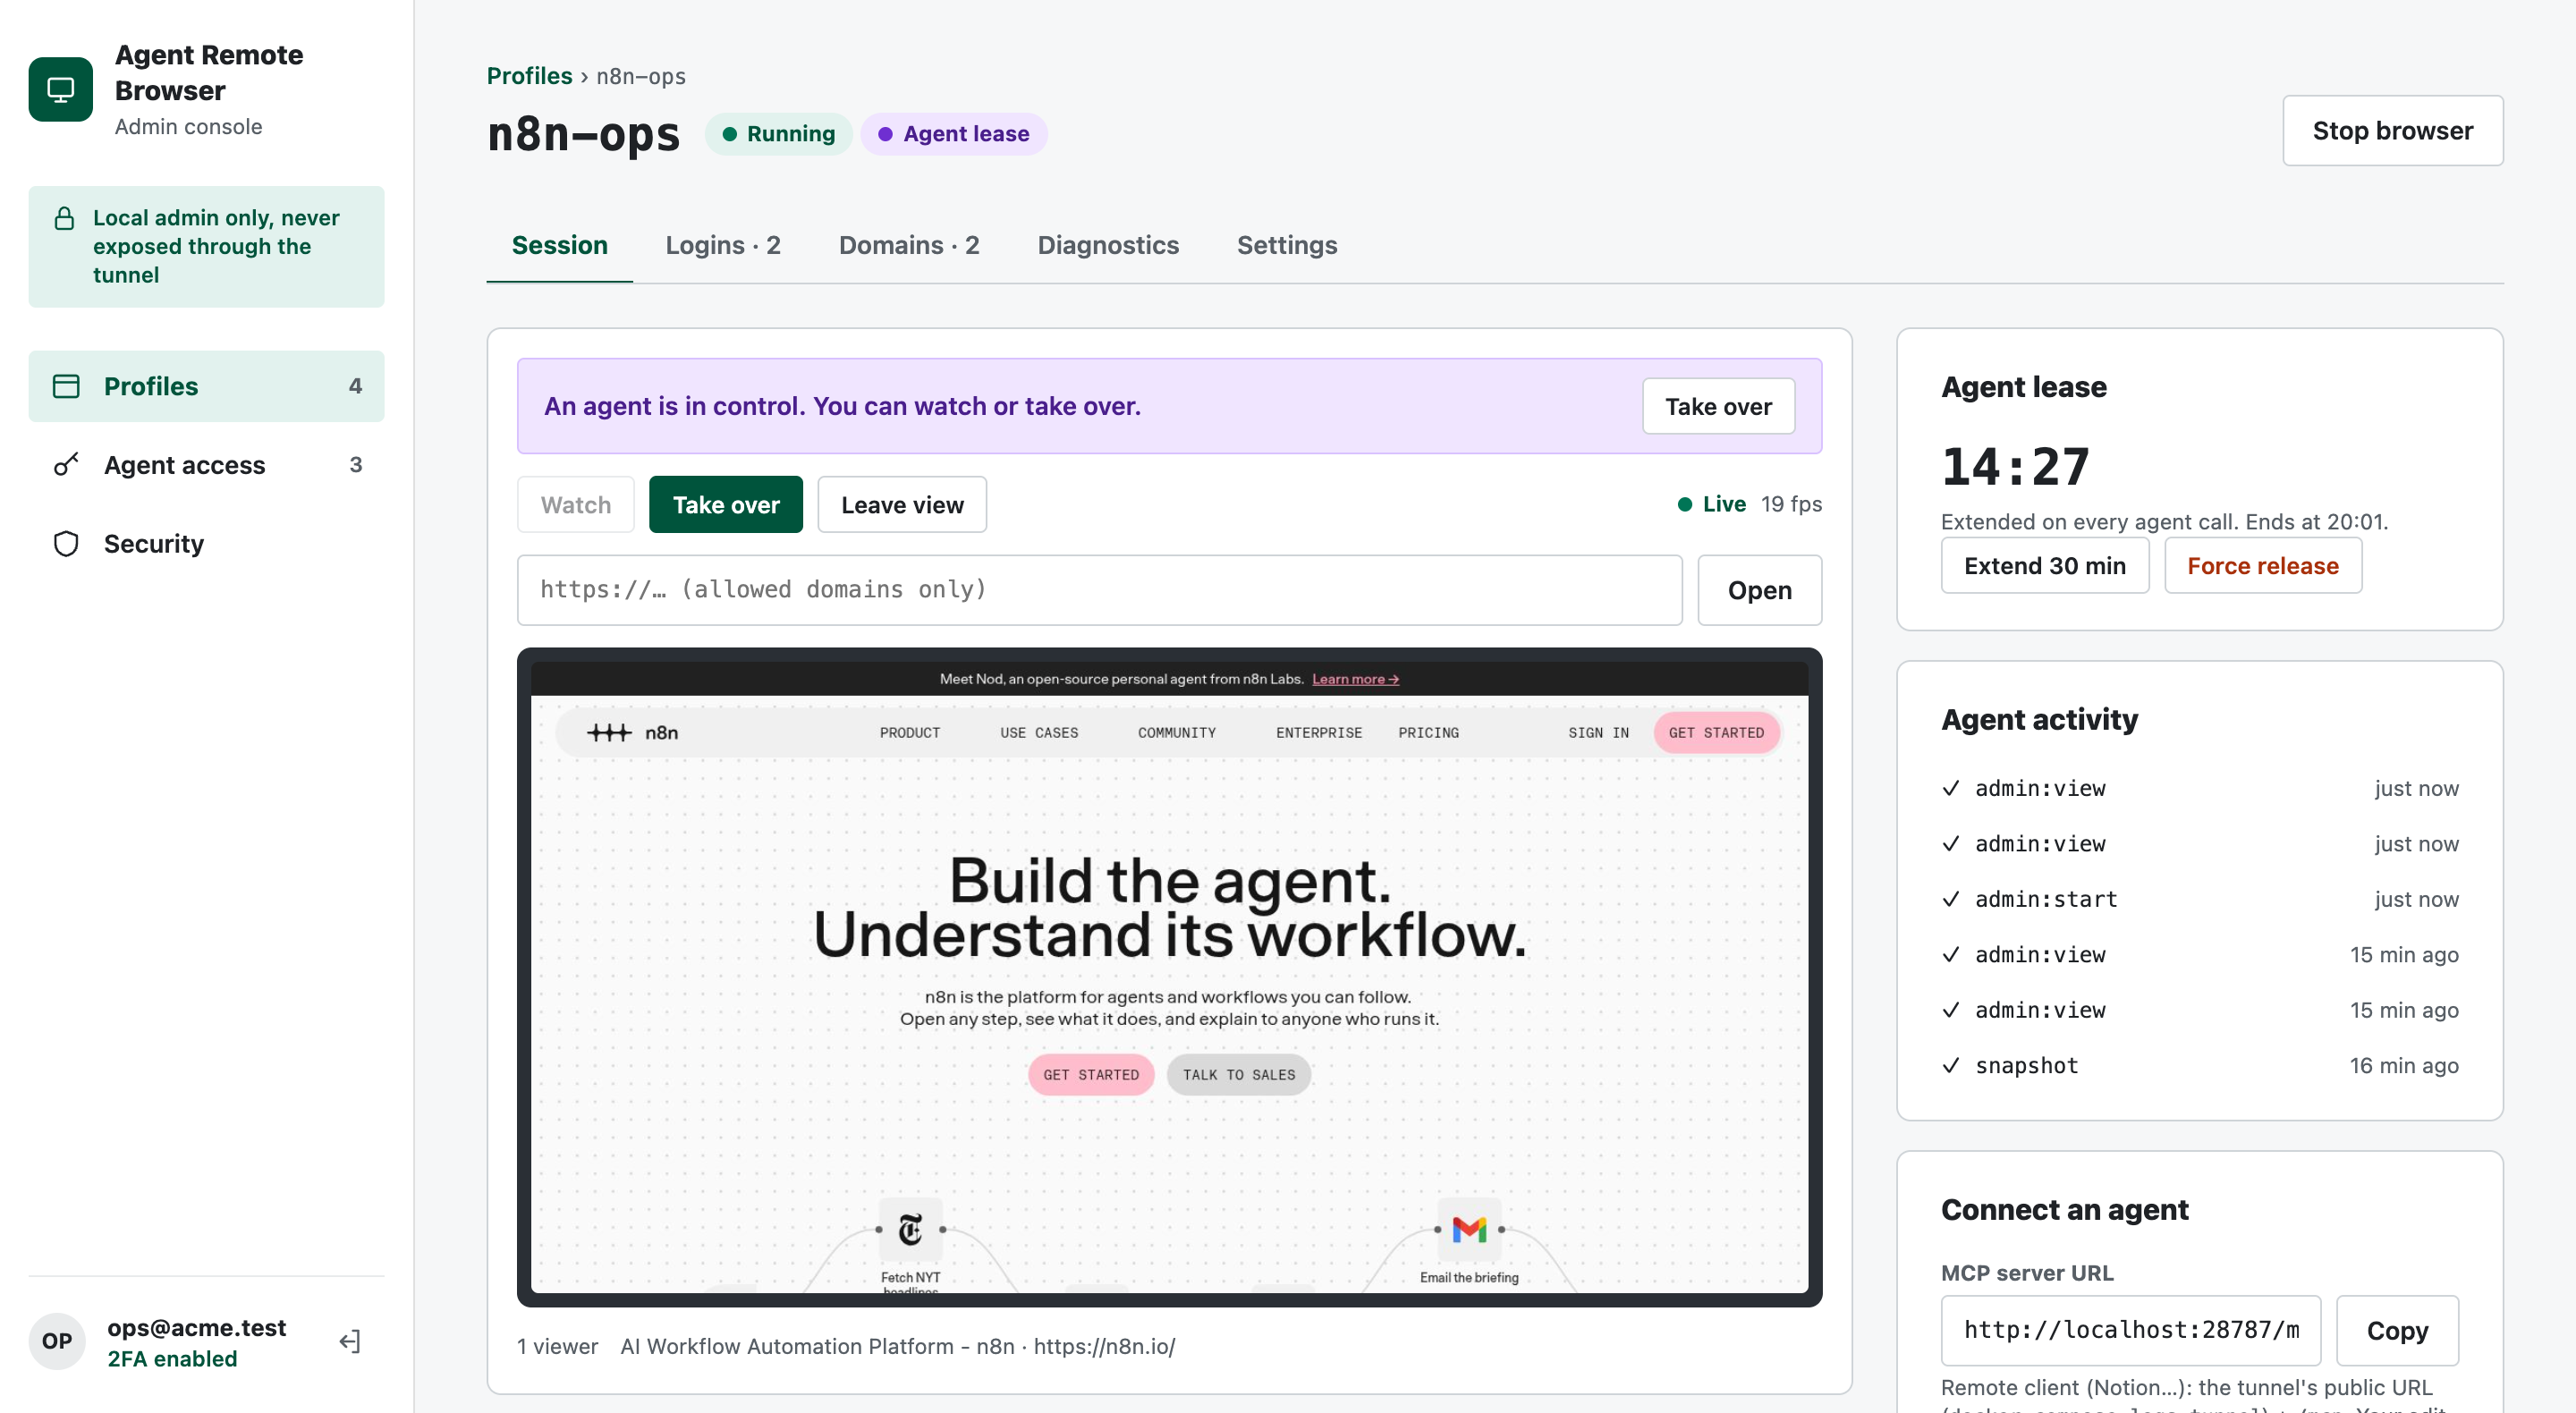 Agent Remote
Browser
Admin console
Local admin only, never
exposed through the
tunnel
Profiles 4
Agent access 3
Security
OP
ops@acme.test
2FA enabled
Profiles › n8n-ops
n8n-ops
Running
Agent lease
Stop browser
Session
Logins · 2
Domains · 2
Diagnostics
Settings
An agent is in control. You can watch or take over.
Take over
Watch
Take over
Leave view
Live 19 fps
https://… (allowed domains only)
Open
Meet Nod, an open-source personal agent from n8n Labs. Learn more →
n8n
PRODUCT
USE CASES
COMMUNITY
ENTERPRISE
PRICING
SIGN IN
GET STARTED
Build the agent.
Understand its workflow.
n8n is the platform for agents and workflows you can follow.
Open any step, see what it does, and explain to anyone who runs it.
GET STARTED
TALK TO SALES
Fetch NYT
headlines
Email the briefing
1 viewer AI Workflow Automation Platform - n8n · https://n8n.io/
Agent lease
14:27
Extended on every agent call. Ends at 20:01.
Extend 30 min
Force release
Agent activity
admin:view just now
admin:view just now
admin:start just now
admin:view 15 min ago
admin:view 15 min ago
snapshot 16 min ago
Connect an agent
MCP server URL
http://localhost:28787/m
Copy
Remote client (Notion…): the tunnel's public URL